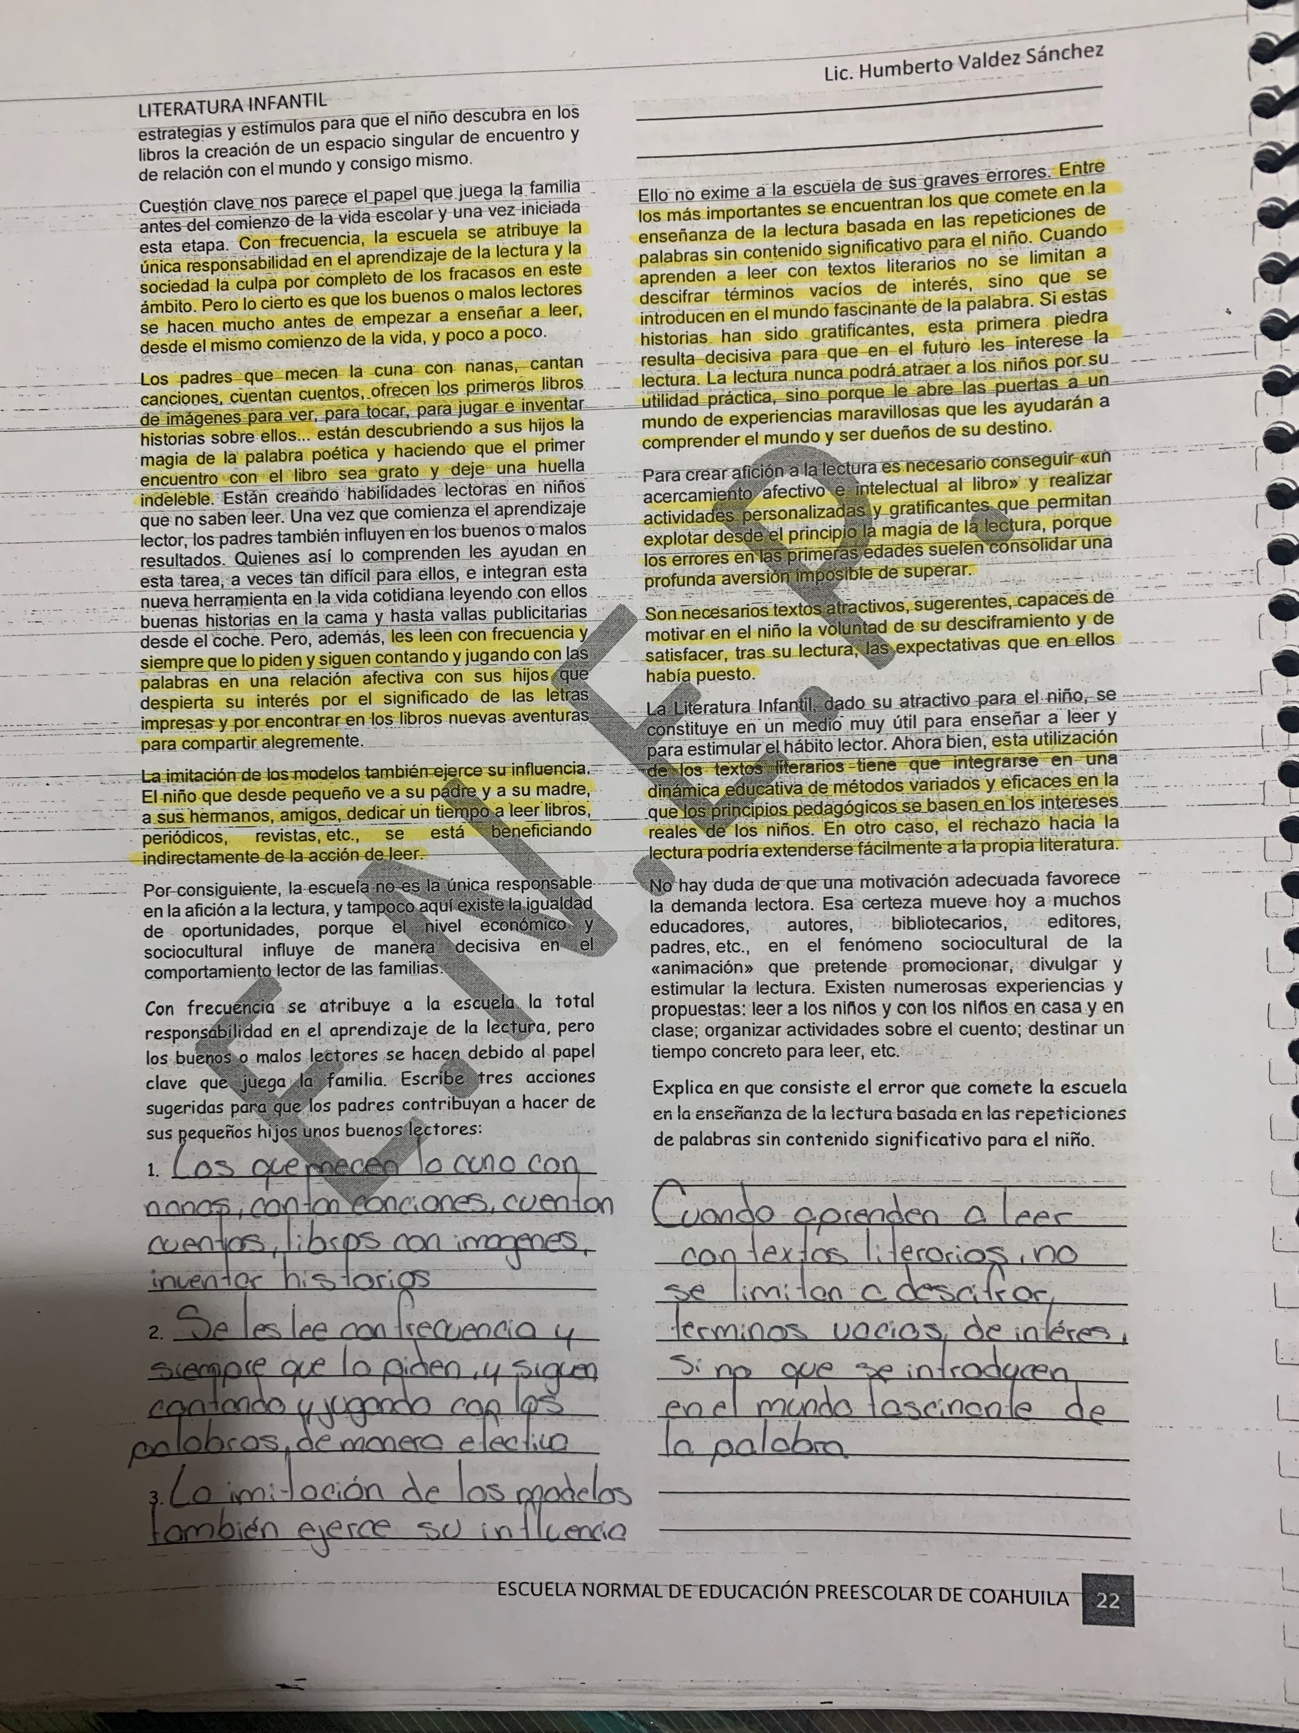 Lic. Humberto Valdez Sánchez
LITERATURA INFANTIL
estrategias y estímulos para que el niño descubra en los
libros la creación de un espacio singular de encuentro y
de relación con el mundo y consigo mismo.
Cuestión clave nos parece el papel que juega la familia
antes del comienzo de la vida escolar y una vez iniciada
esta etapa. Con frecuencia, la escuela se atribuye la
única responsabilidad en el aprendizaje de la lectura y la
sociedad la culpa por completo de los fracasos en este
ámbito. Pero lo cierto es que los buenos o malos lectores
se hacen mucho antes de empezar a enseñar a leer,
desde el mismo comienzo de la vida, y poco a poco.
Los padres que mecen la cuna con nanas, cantan
canciones, cuentan cuentos, ofrecen los primeros libros
de imágenes para ver, para tocar, para jugar e inventar
historias sobre ellos... están descubriendo a sus hijos la
magia de la palabra poética y haciendo que el primer
encuentro con el libro sea grato y deje una huella
indeleble. Están creando habilidades lectoras en niños
que no saben leer. Una vez que comienza el aprendizaje
lector, los padres también influyen en los buenos o malos
resultados. Quienes así lo comprenden les ayudan en
esta tarea, a veces tan difícil para ellos, e integran esta
nueva herramienta en la vida cotidiana leyendo con ellos
buenas historias en la cama y hasta vallas publicitarias
desde el coche. Pero, además, les leen con frecuencia y
siempre que lo piden y siguen contando y jugando con las
palabras en una relación afectiva con sus hijos que
despierta su interés por el significado de las letras
impresas y por encontrar en los libros nuevas aventuras
para compartir alegremente.
La imitación de los modelos también ejerce su influencia.
El niño que desde pequeño ve a su padre y a su madre,
a sus hermanos, amigos, dedicar un tiempo a leer libros,
periódicos, revistas, etc., se está beneficiando
indirectamente de la acción de leer.
Por consiguiente, la escuela no es la única responsable
en la afición a la lectura, y tampoco aquí existe la igualdad
de oportunidades, porque el nivel económico y
sociocultural influye de manera decisiva en el
comportamiento lector de las familias.
Con frecuencia se atribuye a la escuela la total
responsabilidad en el aprendizaje de la lectura, pero
los buenos o malos lectores se hacen debido al papel
clave que juega la familia. Escribe tres acciones
sugeridas para que los padres contribuyan a hacer de
sus pequeños hijos unos buenos lectores:
1. Los que mecen la cuna con
nanas, cantan canciones, cuentan
cuentos, libros con imagenes,
inventar historias
2. Se les lee con frecuencia y
siempre que lo piden, y siguen
contando y jugando con las
palabras, de manera efectiva
3. La imitación de los modelos
también ejerce su influencia
Ello no exime a la escuela de sus graves errores. Entre
los más importantes se encuentran los que comete en la
enseñanza de la lectura basada en las repeticiones de
palabras sin contenido significativo para el niño. Cuando
aprenden a leer con textos literarios no se limitan a
descifrar términos vacíos de interés, sino que se
introducen en el mundo fascinante de la palabra. Si estas
historias han sido gratificantes, esta primera piedra
resulta decisiva para que en el futuro les interese la
lectura. La lectura nunca podrá atraer a los niños por su
utilidad práctica, sino porque le abre las puertas a un
mundo de experiencias maravillosas que les ayudarán a
comprender el mundo y ser dueños de su destino.
Para crear afición a la lectura es necesario conseguir «un
acercamiento afectivo e intelectual al libro» y realizar
actividades personalizadas y gratificantes que permitan
explotar desde el principio la magia de la lectura, porque
los errores en las primeras edades suelen consolidar una
profunda aversión imposible de superar.
Son necesarios textos atractivos, sugerentes, capaces de
motivar en el niño la voluntad de su desciframiento y de
satisfacer, tras su lectura, las expectativas que en ellos
había puesto.
La Literatura Infantil, dado su atractivo para el niño, se
constituye en un medio muy útil para enseñar a leer y
para estimular el hábito lector. Ahora bien, esta utilización
de los textos literarios tiene que integrarse en una
dinámica educativa de métodos variados y eficaces en la
que los principios pedagógicos se basen en los intereses
reales de los niños. En otro caso, el rechazo hacia la
lectura podría extenderse fácilmente a la propia literatura.
No hay duda de que una motivación adecuada favorece
la demanda lectora. Esa certeza mueve hoy a muchos
educadores, autores, bibliotecarios, editores,
padres, etc., en el fenómeno sociocultural de la
«animación» que pretende promocionar, divulgar y
estimular la lectura. Existen numerosas experiencias y
propuestas: leer a los niños y con los niños en casa y en
clase; organizar actividades sobre el cuento; destinar un
tiempo concreto para leer, etc.
Explica en que consiste el error que comete la escuela
en la enseñanza de la lectura basada en las repeticiones
de palabras sin contenido significativo para el niño.
Cuando aprenden a leer
con textos literarios, no
se limitan a descifrar,
terminos vacios, de intéres,
si no que se introducen
en el mundo fascinante de
la palabra
E.N.E.P.
ESCUELA NORMAL DE EDUCACIÓN PREESCOLAR DE COAHUILA 22